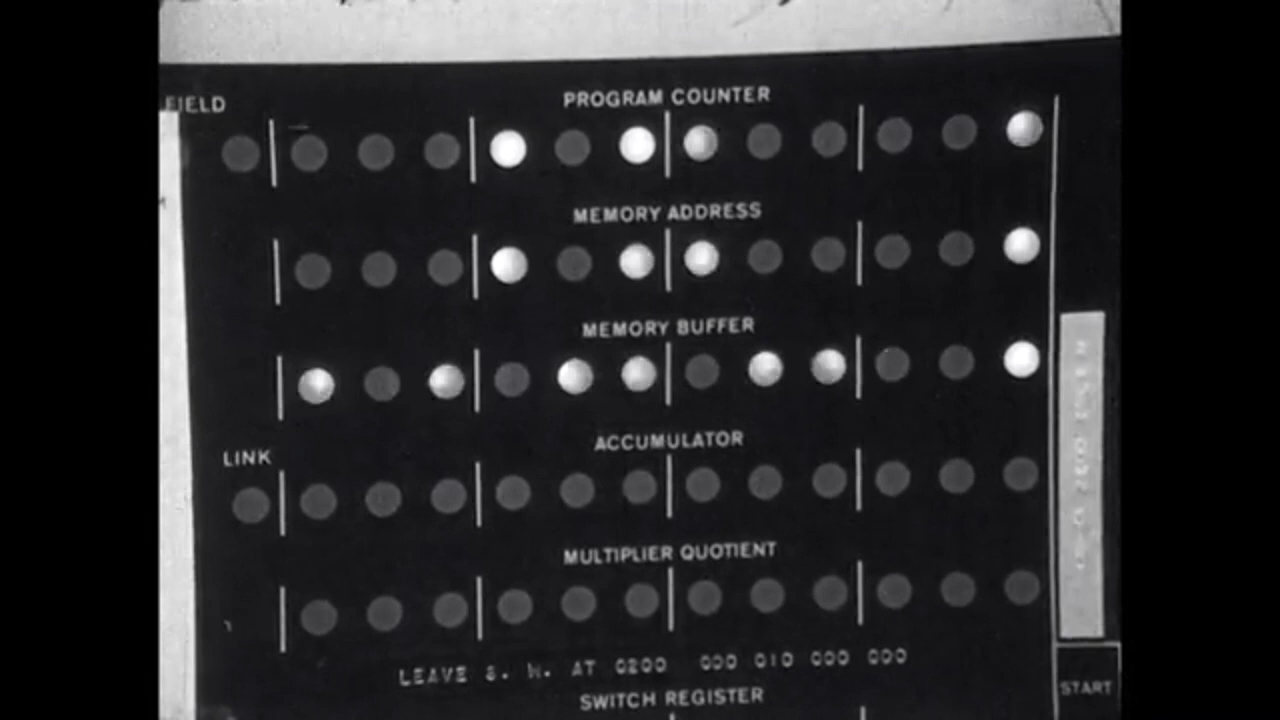 FIELD
PROGRAM COUNTER
MEMORY ADDRESS
MEMORY BUFFER
ACCUMULATOR
LINK
MULTIPLIER QUOTIENT
LEAVE S. W. AT 0200 000 010 000 000
SWITCH REGISTER
START